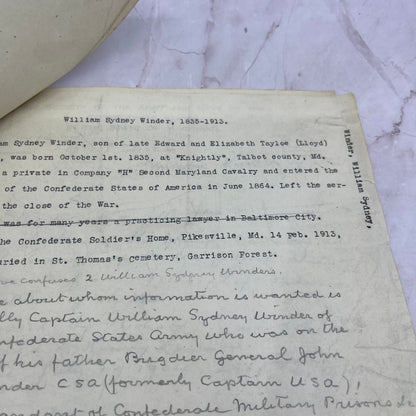 William Sydney Winder, 1835-1913.
am Sydney Winder, son of late Edward and Elizabeth Tayloe (Lloyd)
, was born October 1st. 1835, at "Knightly", Talbot county, Md.
a private in Company "H" Second Maryland Cavalry and entered the
of the Confederate States of America in June 1864. Left the ser-
the close of the War.
was for many years a practicing lawyer in Baltimore City.
the Confederate Soldier's Home, Pikesville, Md. 14 Feb. 1913,
uried in St. Thomas's cemetery, Garrison Forest.
Winder, William Sydney.
confuses 2 William Sydney Winders.
about whom information is wanted is
lly Captain William Sydney Winder of
nfederate States Army who was on the
f his father Brigdier General John
nder CSA (formerly Captain USA),
of Confederate Military Prisons